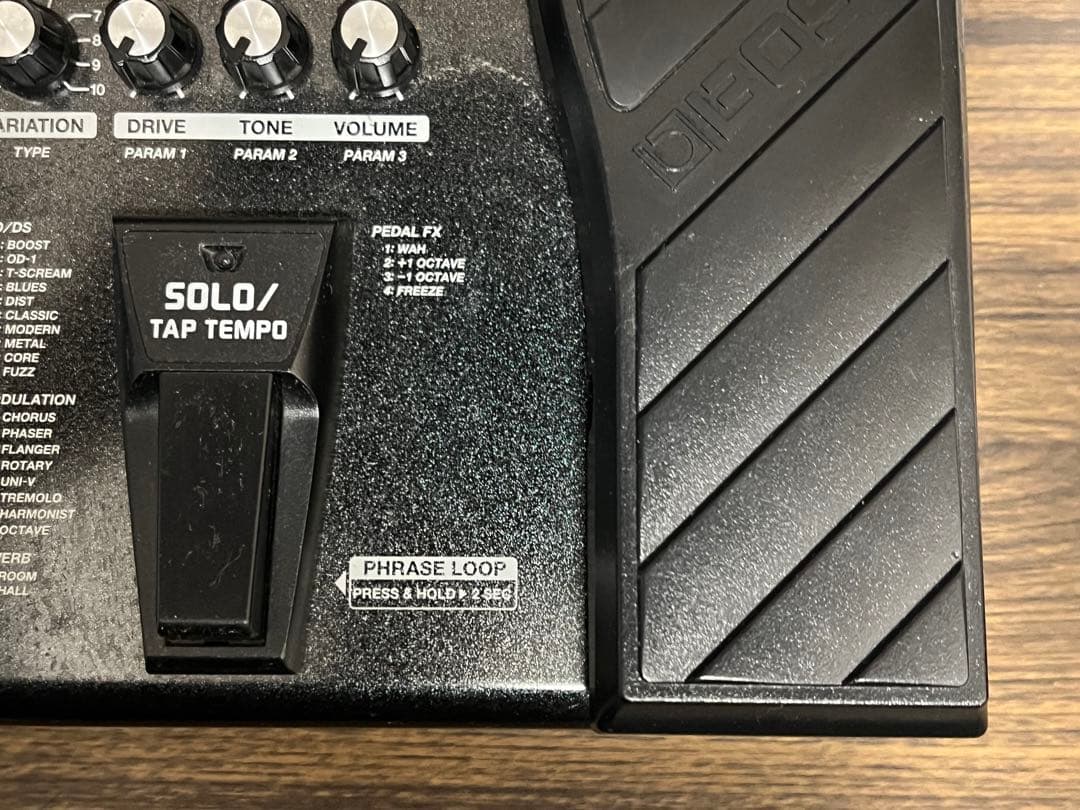 7
8
9
10
ARIATION
TYPE
DRIVE TONE VOLUME
PARAM 1 PARAM 2 PARAM 3
BOSS
O/DS
: BOOST
: OD-1
: T-SCREAM
: BLUES
: DIST
: CLASSIC
: MODERN
: METAL
CORE
FUZZ
DULATION
CHORUS
PHASER
FLANGER
ROTARY
UNI-V
TREMOLO
HARMONIST
OCTAVE
VERB
ROOM
HALL
SOLO/
TAP TEMPO
PEDAL FX
1: WAH
2: +1 OCTAVE
3: -1 OCTAVE
4: FREEZE
PHRASE LOOP
PRESS & HOLD ▶ 2 SEC